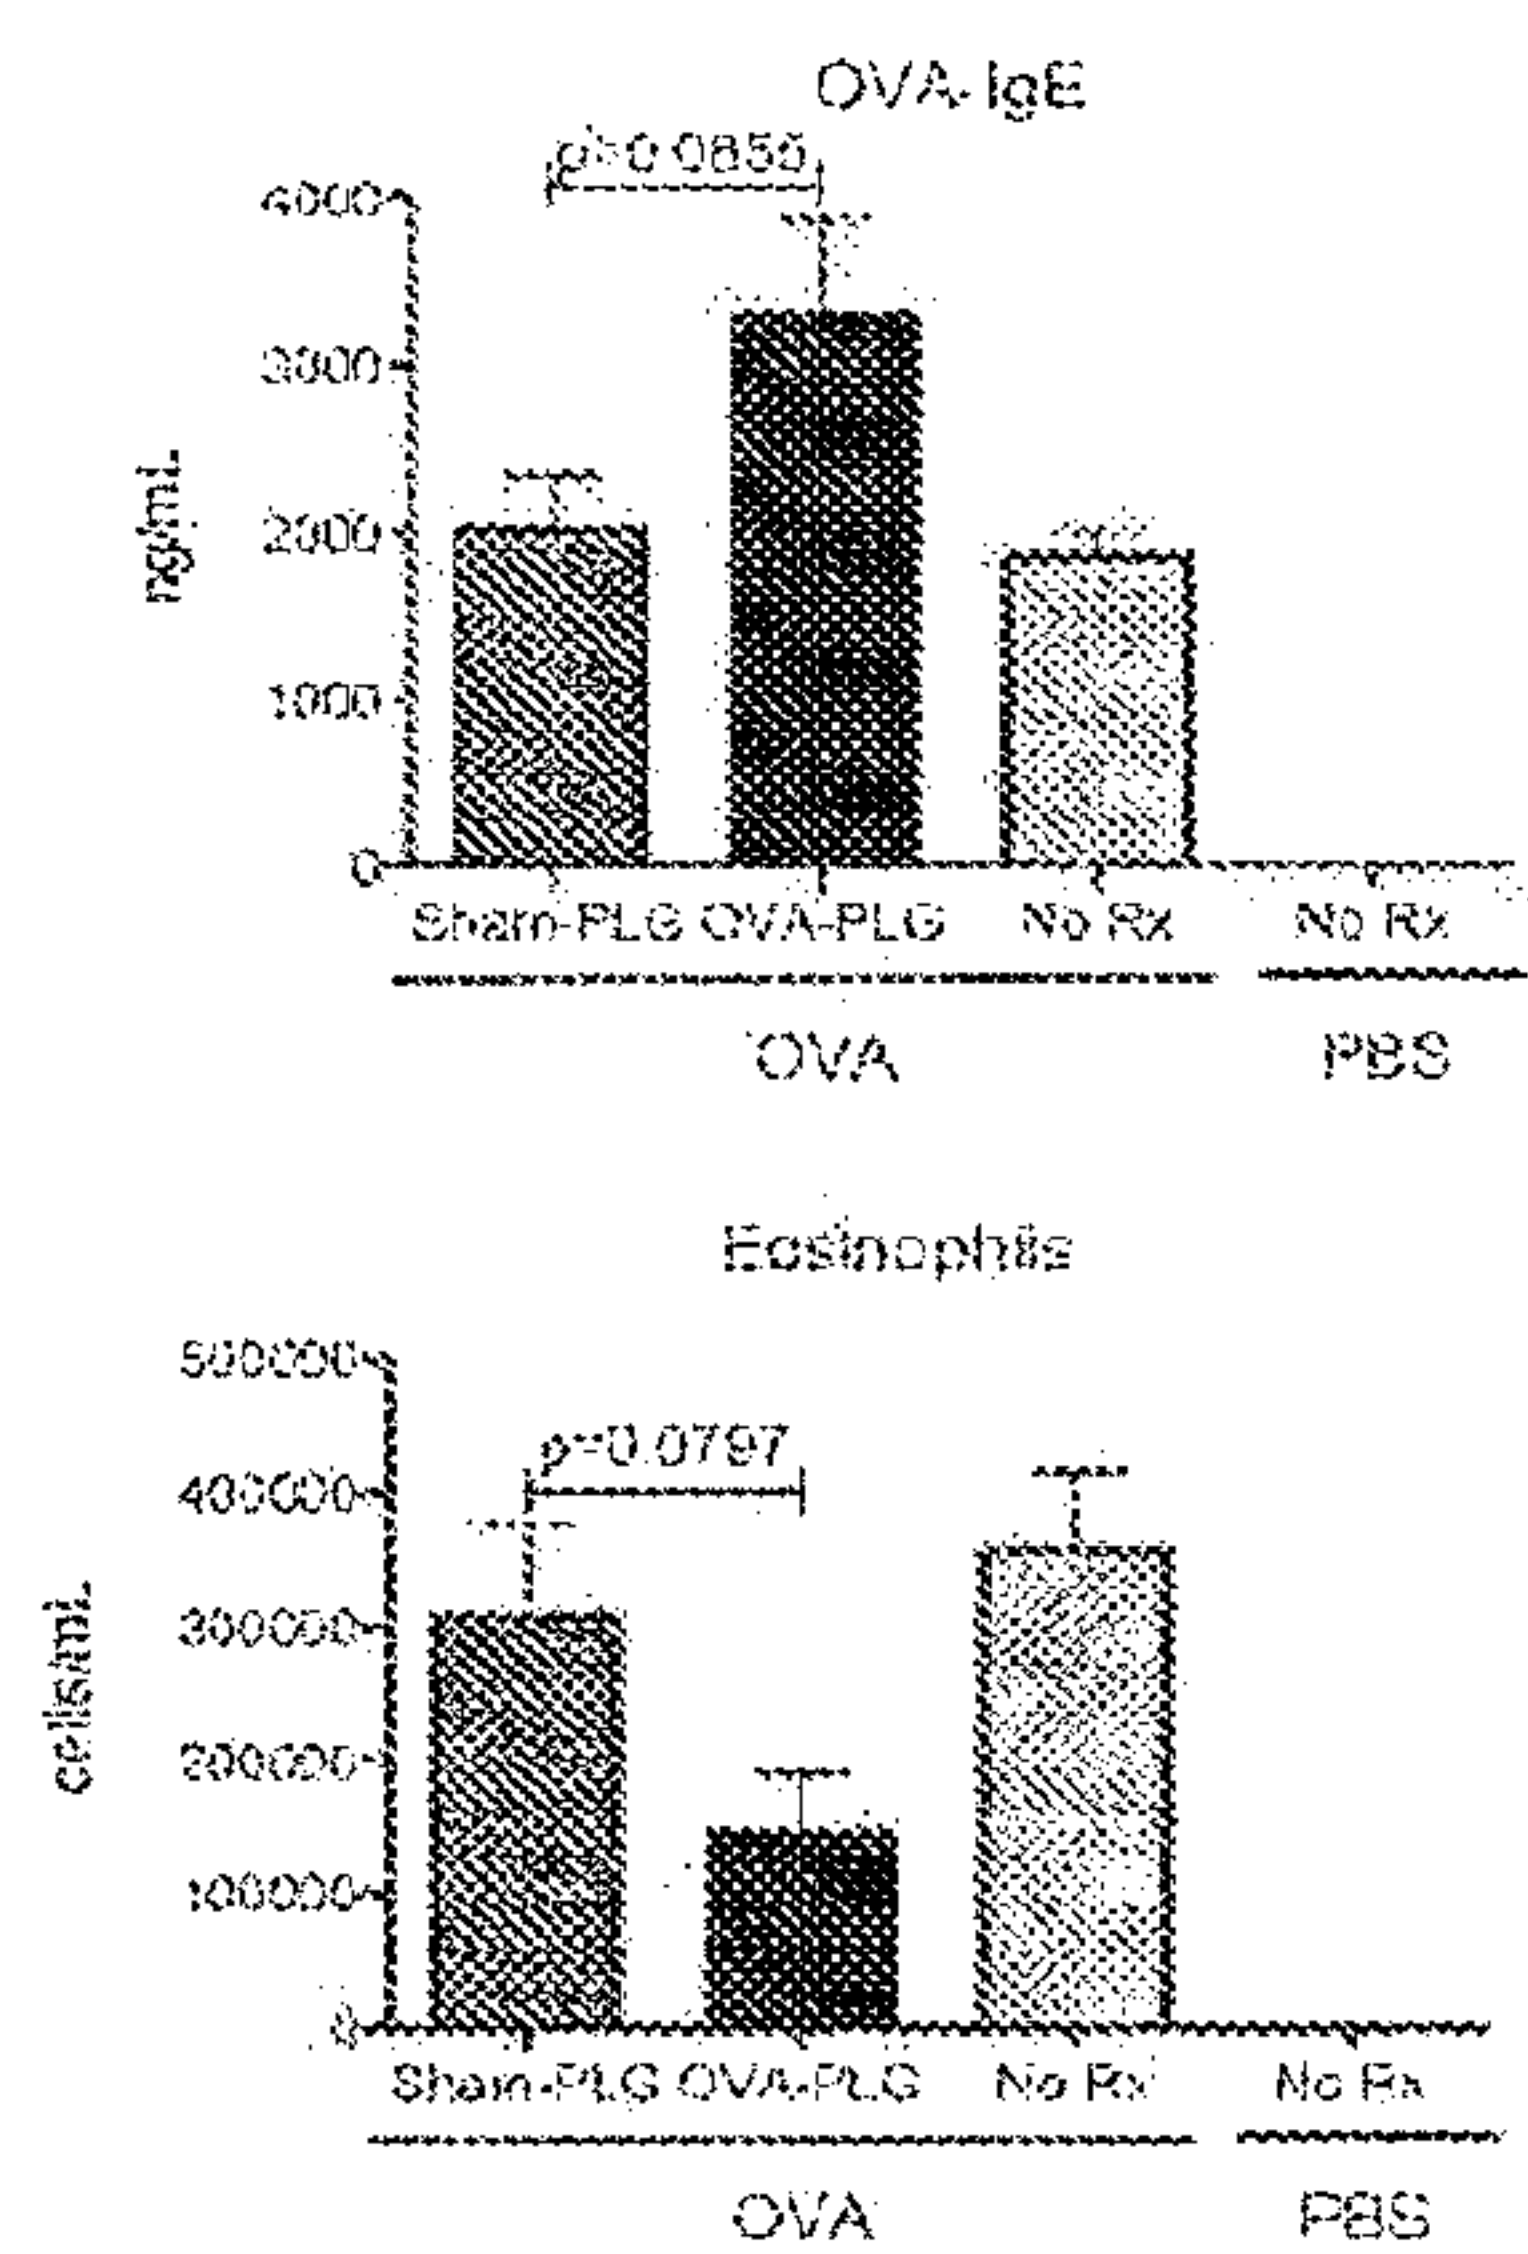 OVA-IgE
p=0.0855
4000
3000
ng/mL
2000
1000
0
Sham-PLG OVA-PLG No Rx No Rx
OVA PBS
Eosinophils
500000
p=0.0797
400000
300000
cells/mL
200000
100000
0
Sham-PLG OVA-PLG No Rx No Rx
OVA PBS